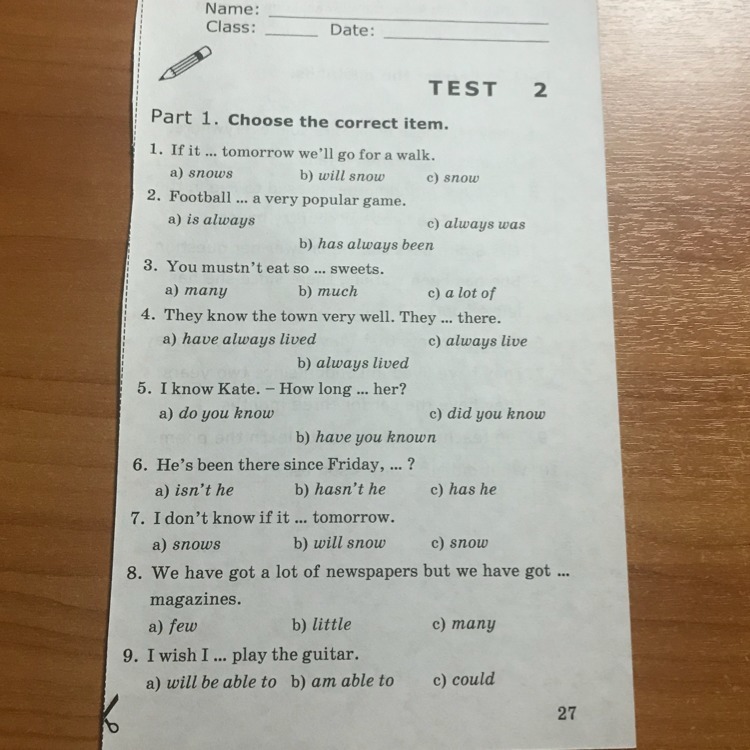 Name: ____________________
Class: ______ Date: ____________________
TEST 2
Part 1. Choose the correct item.
1. If it ... tomorrow we'll go for a walk.
a) snows b) will snow c) snow
2. Football ... a very popular game.
a) is always c) always was
b) has always been
3. You mustn't eat so ... sweets.
a) many b) much c) a lot of
4. They know the town very well. They ... there.
a) have always lived c) always live
b) always lived
5. I know Kate. – How long ... her?
a) do you know c) did you know
b) have you known
6. He's been there since Friday, ... ?
a) isn't he b) hasn't he c) has he
7. I don't know if it ... tomorrow.
a) snows b) will snow c) snow
8. We have got a lot of newspapers but we have got ...
magazines.
a) few b) little c) many
9. I wish I ... play the guitar.
a) will be able to b) am able to c) could
27